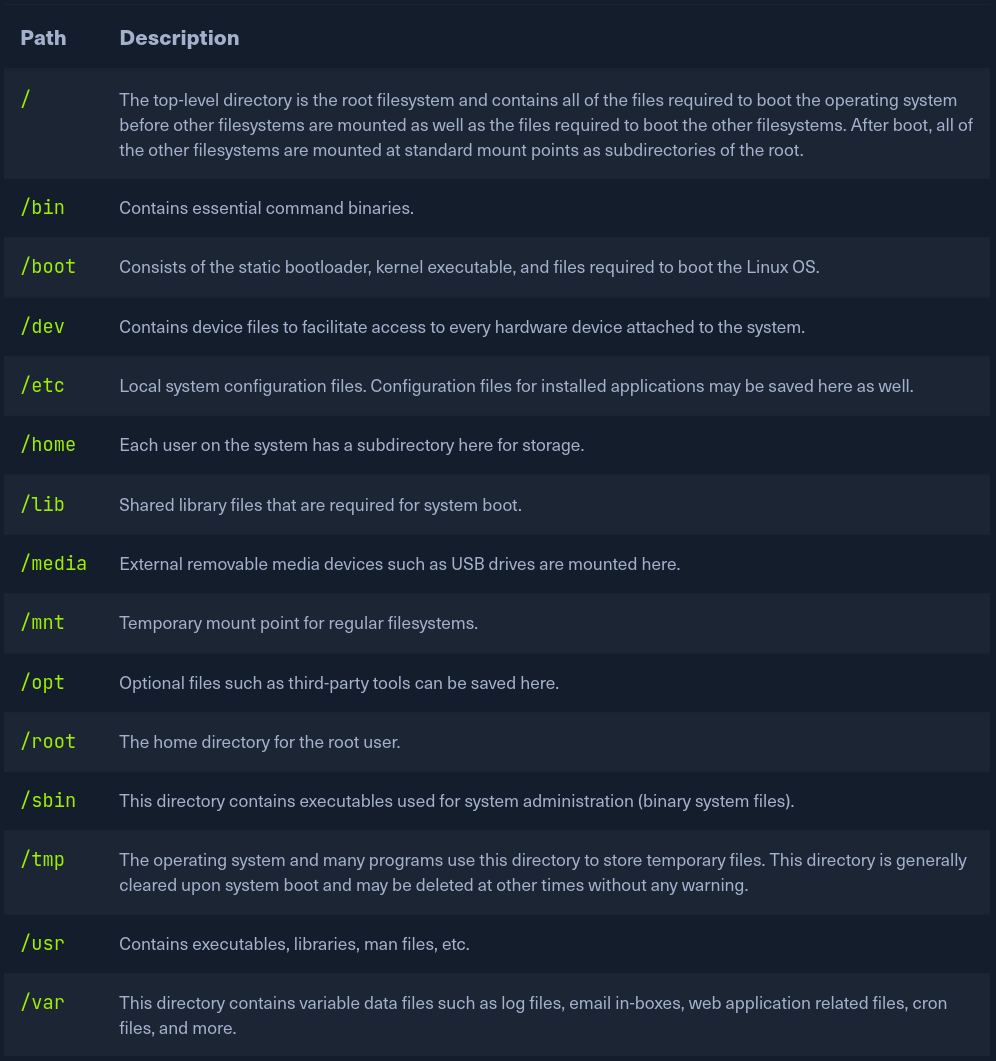 Path Description
/ The top-level directory is the root filesystem and contains all of the files required to boot the operating system
before other filesystems are mounted as well as the files required to boot the other filesystems. After boot, all of
the other filesystems are mounted at standard mount points as subdirectories of the root.
/bin Contains essential command binaries.
/boot Consists of the static bootloader, kernel executable, and files required to boot the Linux OS.
/dev Contains device files to facilitate access to every hardware device attached to the system.
/etc Local system configuration files. Configuration files for installed applications may be saved here as well.
/home Each user on the system has a subdirectory here for storage.
/lib Shared library files that are required for system boot.
/media External removable media devices such as USB drives are mounted here.
/mnt Temporary mount point for regular filesystems.
/opt Optional files such as third-party tools can be saved here.
/root The home directory for the root user.
/sbin This directory contains executables used for system administration (binary system files).
/tmp The operating system and many programs use this directory to store temporary files. This directory is generally
cleared upon system boot and may be deleted at other times without any warning.
/usr Contains executables, libraries, man files, etc.
/var This directory contains variable data files such as log files, email in-boxes, web application related files, cron
files, and more.